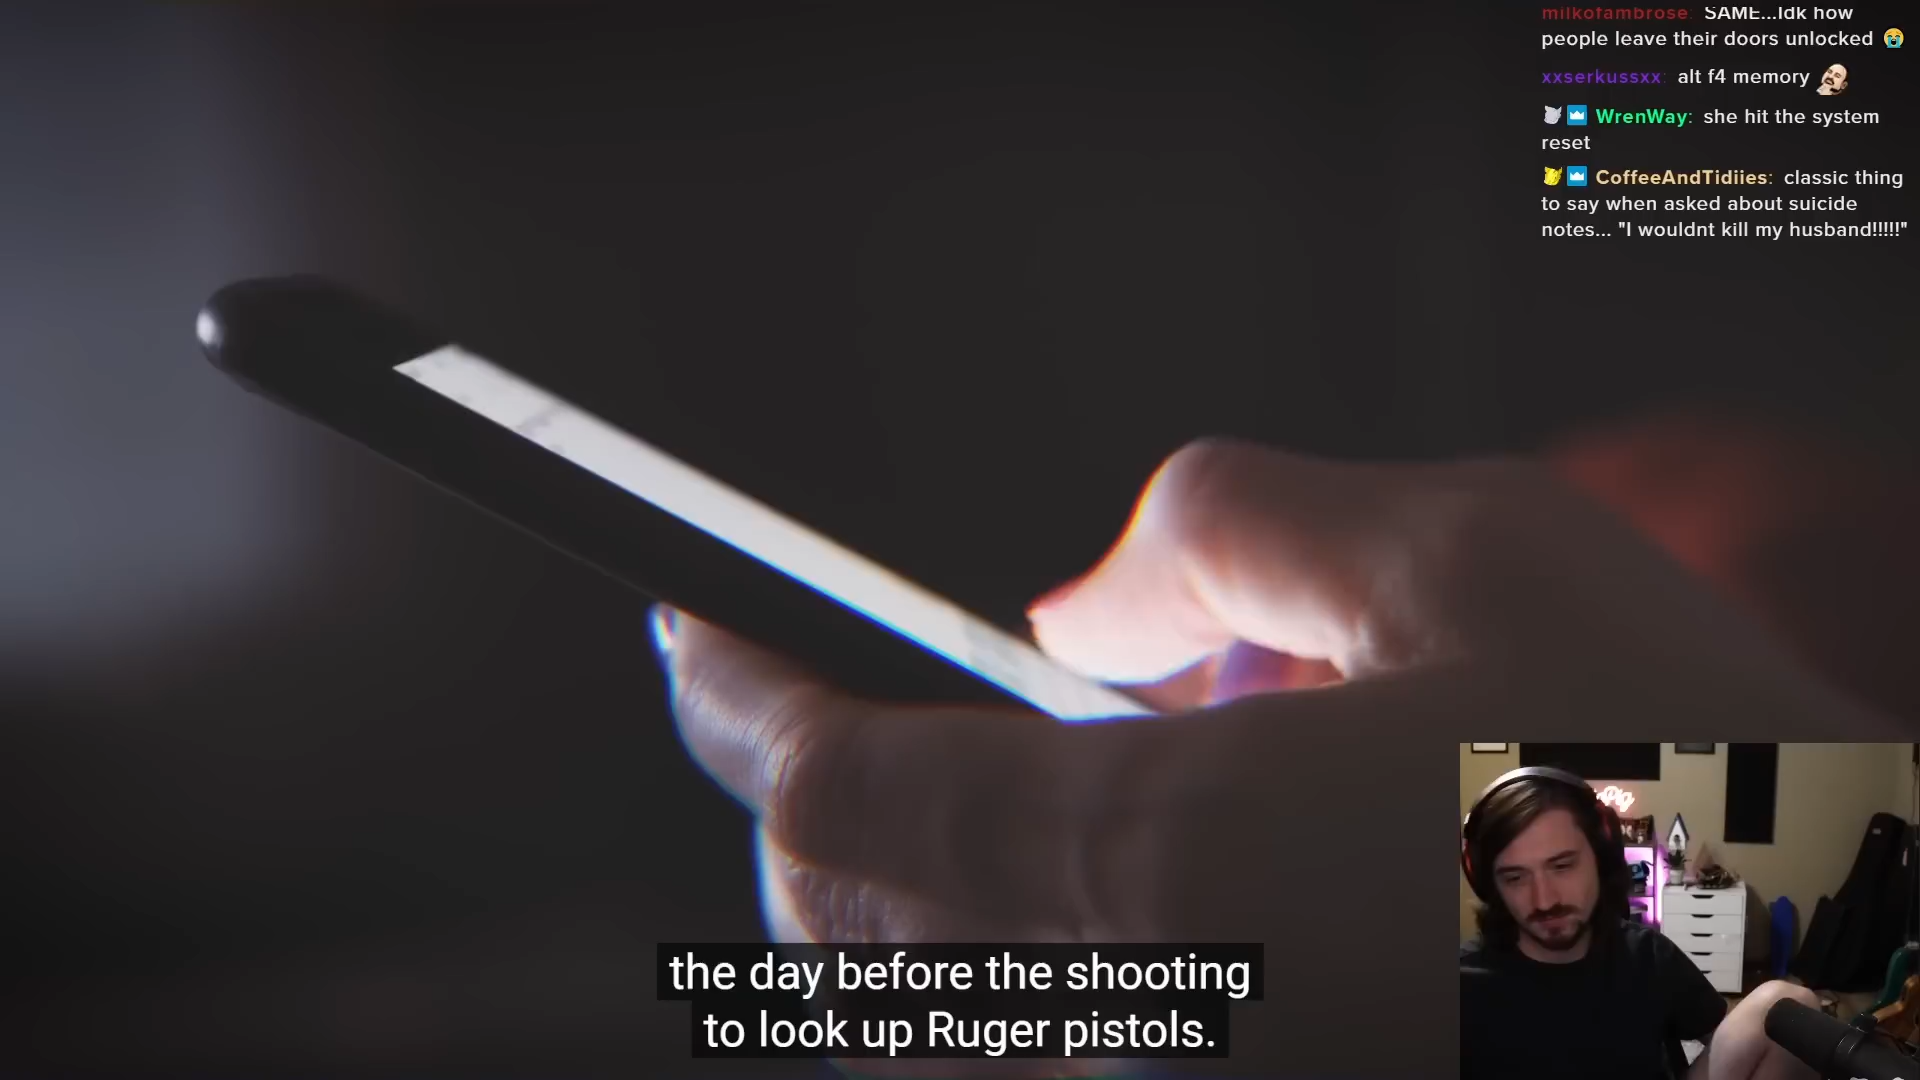 milkofambrose: SAME...Idk how
people leave their doors unlocked
xxserkussxx: alt f4 memory
WrenWay: she hit the system
reset
CoffeeAndTidiies: classic thing
to say when asked about suicide
notes... "I wouldnt kill my husband!!!!!"
the day before the shooting
to look up Ruger pistols.